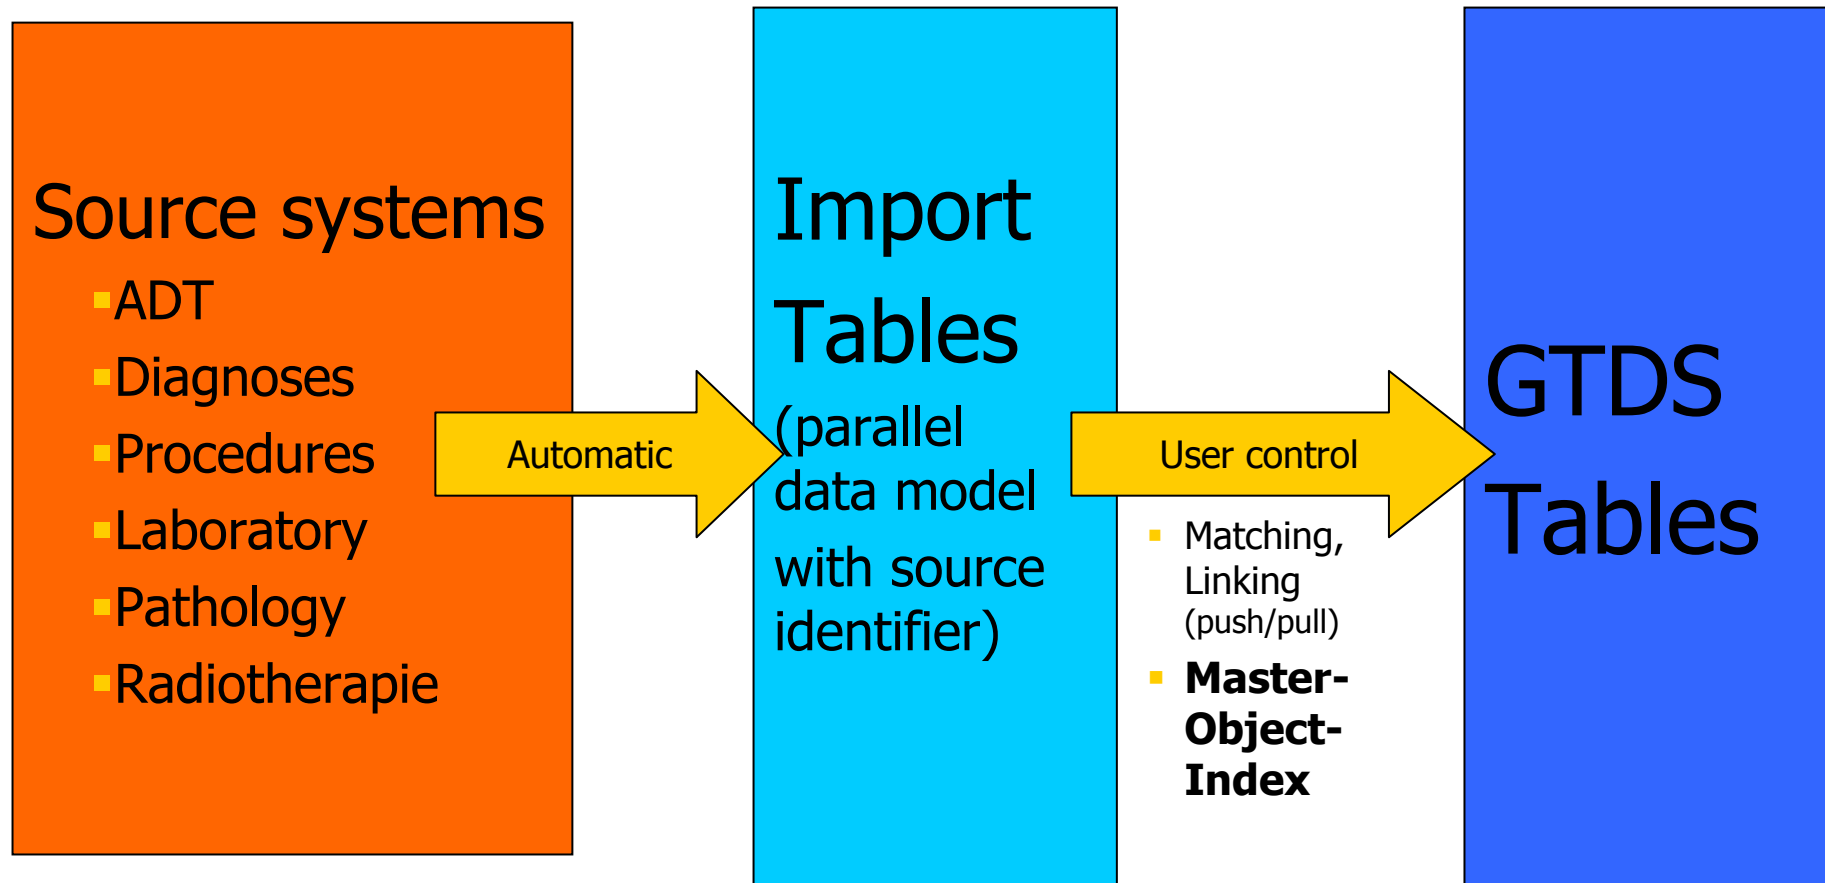 Source systems
ADT
Diagnoses
Procedures
Laboratory
Pathology
Radiotherapie
Automatic
Import
Tables
(parallel
data model
with source
identifier)
User control
Matching,
Linking
(push/pull)
Master-
Object-
Index
GTDS
Tables